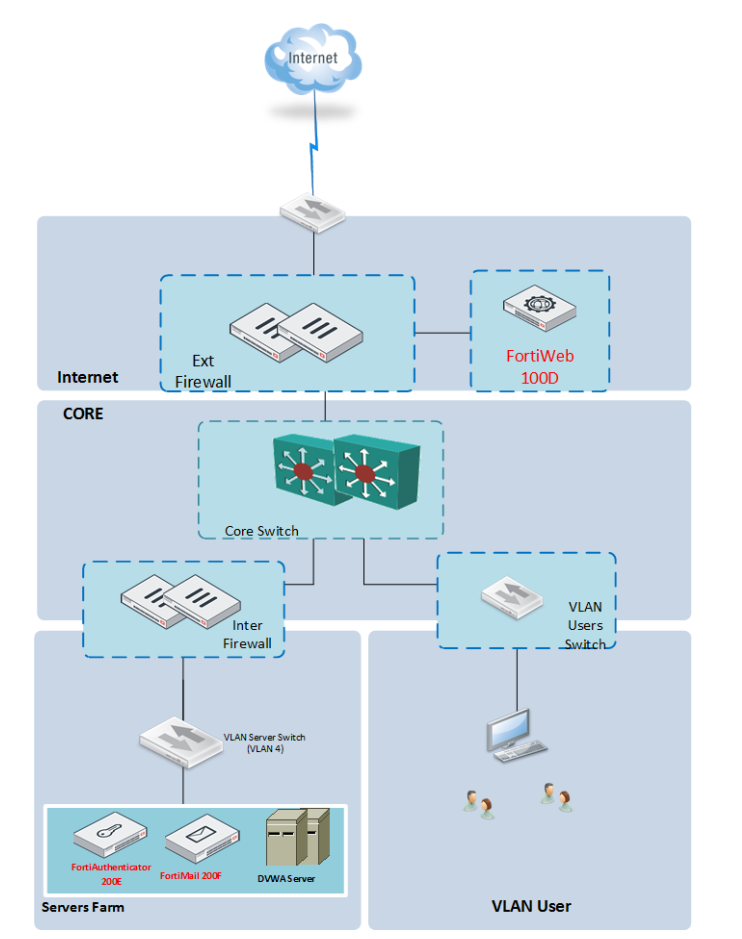 Internet
Ext
Firewall
FortiWeb
100D
Internet
CORE
Core Switch
Inter
Firewall
VLAN
Users
Switch
VLAN Server Switch
(VLAN 4)
FortiAuthenticator
200E
FortiMail 200F
DVWA Server
Servers Farm
VLAN User